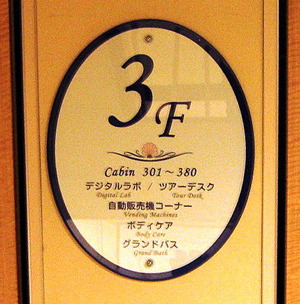 3F
Cabin 301～380
デジタルラボ / ツアーデスク
Digital Lab Tour Desk
自動販売機コーナー
Vending Machines
ボディケア
Body Care
グランドバス
Grand Bath